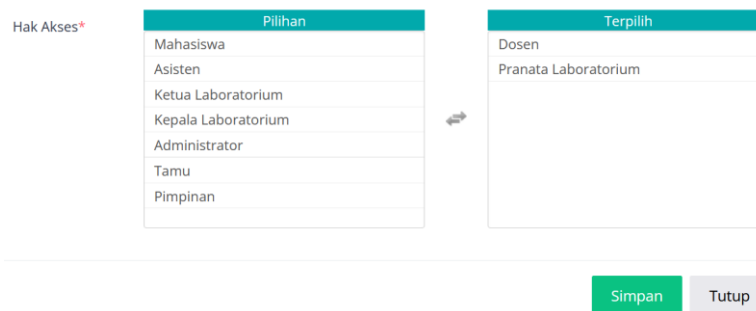 Hak Akses*
Pilihan
Mahasiswa
Asisten
Ketua Laboratorium
Kepala Laboratorium
Administrator
Tamu
Pimpinan
Terpilih
Dosen
Pranata Laboratorium
Simpan
Tutup